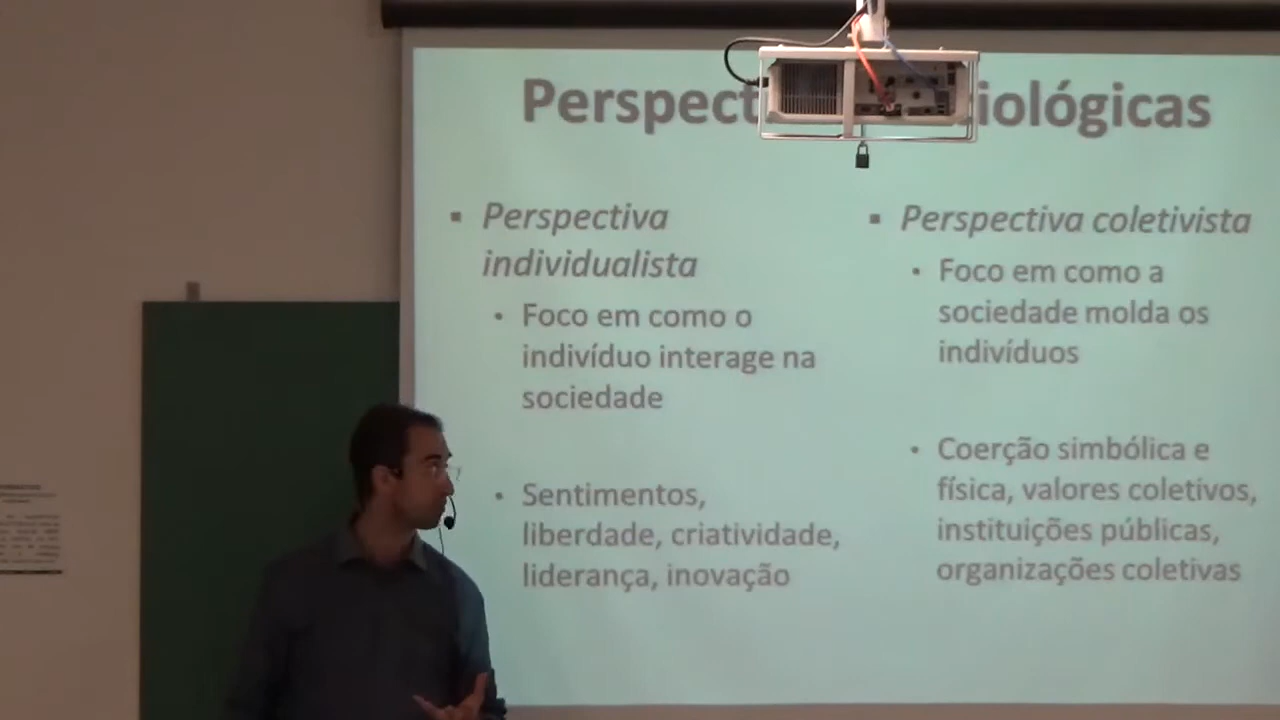 Perspect iológicas
Perspectiva
individualista
Foco em como o
indivíduo interage na
sociedade
Sentimentos,
liberdade, criatividade,
liderança, inovação
Perspectiva coletivista
Foco em como a
sociedade molda os
indivíduos
Coerção simbólica e
física, valores coletivos,
instituições públicas,
organizações coletivas